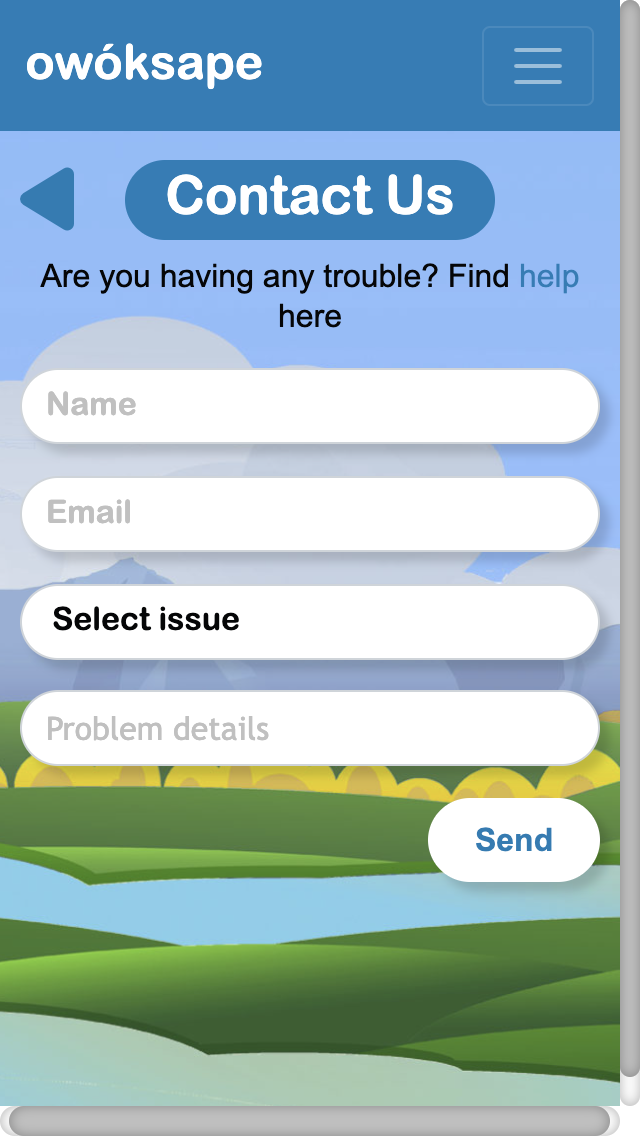 owóksape
Contact Us
Are you having any trouble? Find help
here
Name
Email
Select issue
Problem details
Send